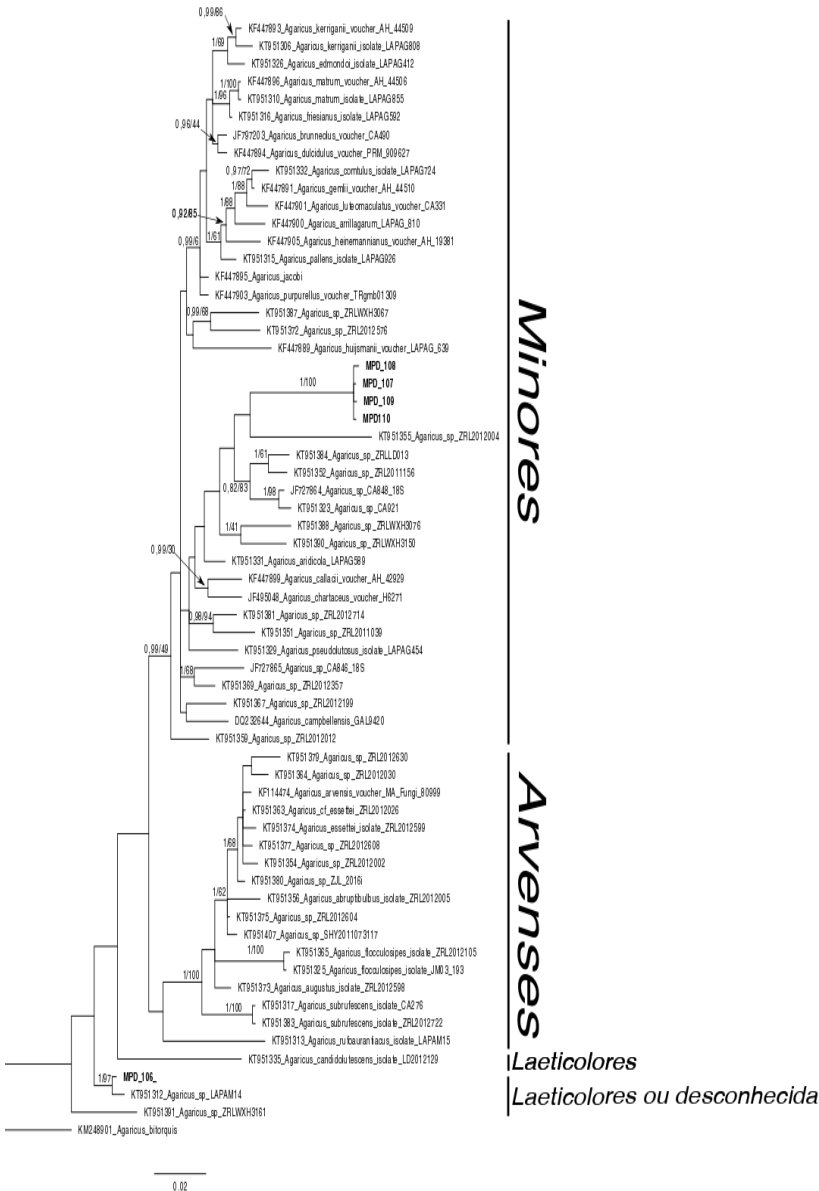 0,99/86
KF447893_Agaricus_kerriganii_voucher_AH_44509
KT951306_Agaricus_kerriganii_isolate_LAPAG808
1/69
KT951326_Agaricus_edmondoi_isolate_LAPAG412
1/100
KF447896_Agaricus_matrum_voucher_AH_44506
1/96
KT951310_Agaricus_matrum_isolate_LAPAG855
KT951316_Agaricus_friesianus_isolate_LAPAG592
0,96/44
JF797203_Agaricus_brunneolus_voucher_CA490
KF447894_Agaricus_dulcidulus_voucher_PRM_909627
0,97/72
KT951332_Agaricus_comtulus_isolate_LAPAG724
1/88
KF447891_Agaricus_gemlii_voucher_AH_44510
1/88
KF447901_Agaricus_luteomaculatus_voucher_CA331
0,92/85
KF447900_Agaricus_arrillagarum_LAPAG_810
1/61
KF447905_Agaricus_heinemannianus_voucher_AH_19381
0,99/6
KT951315_Agaricus_pallens_isolate_LAPAG926
KF447895_Agaricus_jacobi
KF447903_Agaricus_purpurellus_voucher_TRgmb01309
0,99/68
KT951387_Agaricus_sp_ZRLWXH3067
KT951372_Agaricus_sp_ZRL2012576
KF447889_Agaricus_huijsmanii_voucher_LAPAG_639
MPD_108
1/100
MPD_107
MPD_109
MPD110
KT951355_Agaricus_sp_ZRL2012004
1/61
KT951384_Agaricus_sp_ZRLLD013
KT951352_Agaricus_sp_ZRL2011156
0,82/83
1/98
JF727864_Agaricus_sp_CA848_18S
KT951323_Agaricus_sp_CA921
1/41
KT951388_Agaricus_sp_ZRLWXH3076
KT951390_Agaricus_sp_ZRLWXH3150
0,99/30
KT951331_Agaricus_aridicola_LAPAG589
KF447899_Agaricus_callacii_voucher_AH_42929
JF495048_Agaricus_chartaceus_voucher_H6271
0,98/94
KT951381_Agaricus_sp_ZRL2012714
KT951351_Agaricus_sp_ZRL2011039
0,99/49
KT951329_Agaricus_pseudolutosus_isolate_LAPAG454
1/68
JF727865_Agaricus_sp_CA846_18S
KT951369_Agaricus_sp_ZRL2012357
KT951367_Agaricus_sp_ZRL2012199
DQ232644_Agaricus_campbellensis_GAL9420
KT951359_Agaricus_sp_ZRL2012012
Minores
KT951379_Agaricus_sp_ZRL2012630
KT951364_Agaricus_sp_ZRL2012030
KF114474_Agaricus_arvensis_voucher_MA_Fungi_80999
KT951363_Agaricus_cf_essettei_ZRL2012026
KT951374_Agaricus_essettei_isolate_ZRL2012599
1/68
KT951377_Agaricus_sp_ZRL2012608
KT951354_Agaricus_sp_ZRL2012002
KT951380_Agaricus_sp_ZJL_2016i
1/62
KT951356_Agaricus_abruptibulbus_isolate_ZRL2012005
KT951375_Agaricus_sp_ZRL2012604
KT951407_Agaricus_sp_SHY2011073117
1/100
KT951365_Agaricus_flocculosipes_isolate_ZRL2012105
KT951325_Agaricus_flocculosipes_isolate_JM03_193
1/100
KT951373_Agaricus_augustus_isolate_ZRL2012598
1/100
KT951317_Agaricus_subrufescens_isolate_CA276
KT951383_Agaricus_subrufescens_isolate_ZRL2012722
KT951313_Agaricus_rufoaurantiacus_isolate_LAPAM15
Arvenses
KT951335_Agaricus_candidolutescens_isolate_LD2012129
Laeticolores
1/97
MPD_106_
KT951312_Agaricus_sp_LAPAM14
KT951391_Agaricus_sp_ZRLWXH3161
Laeticolores ou desconhecida
KM248901_Agaricus_bitorquis
0.02